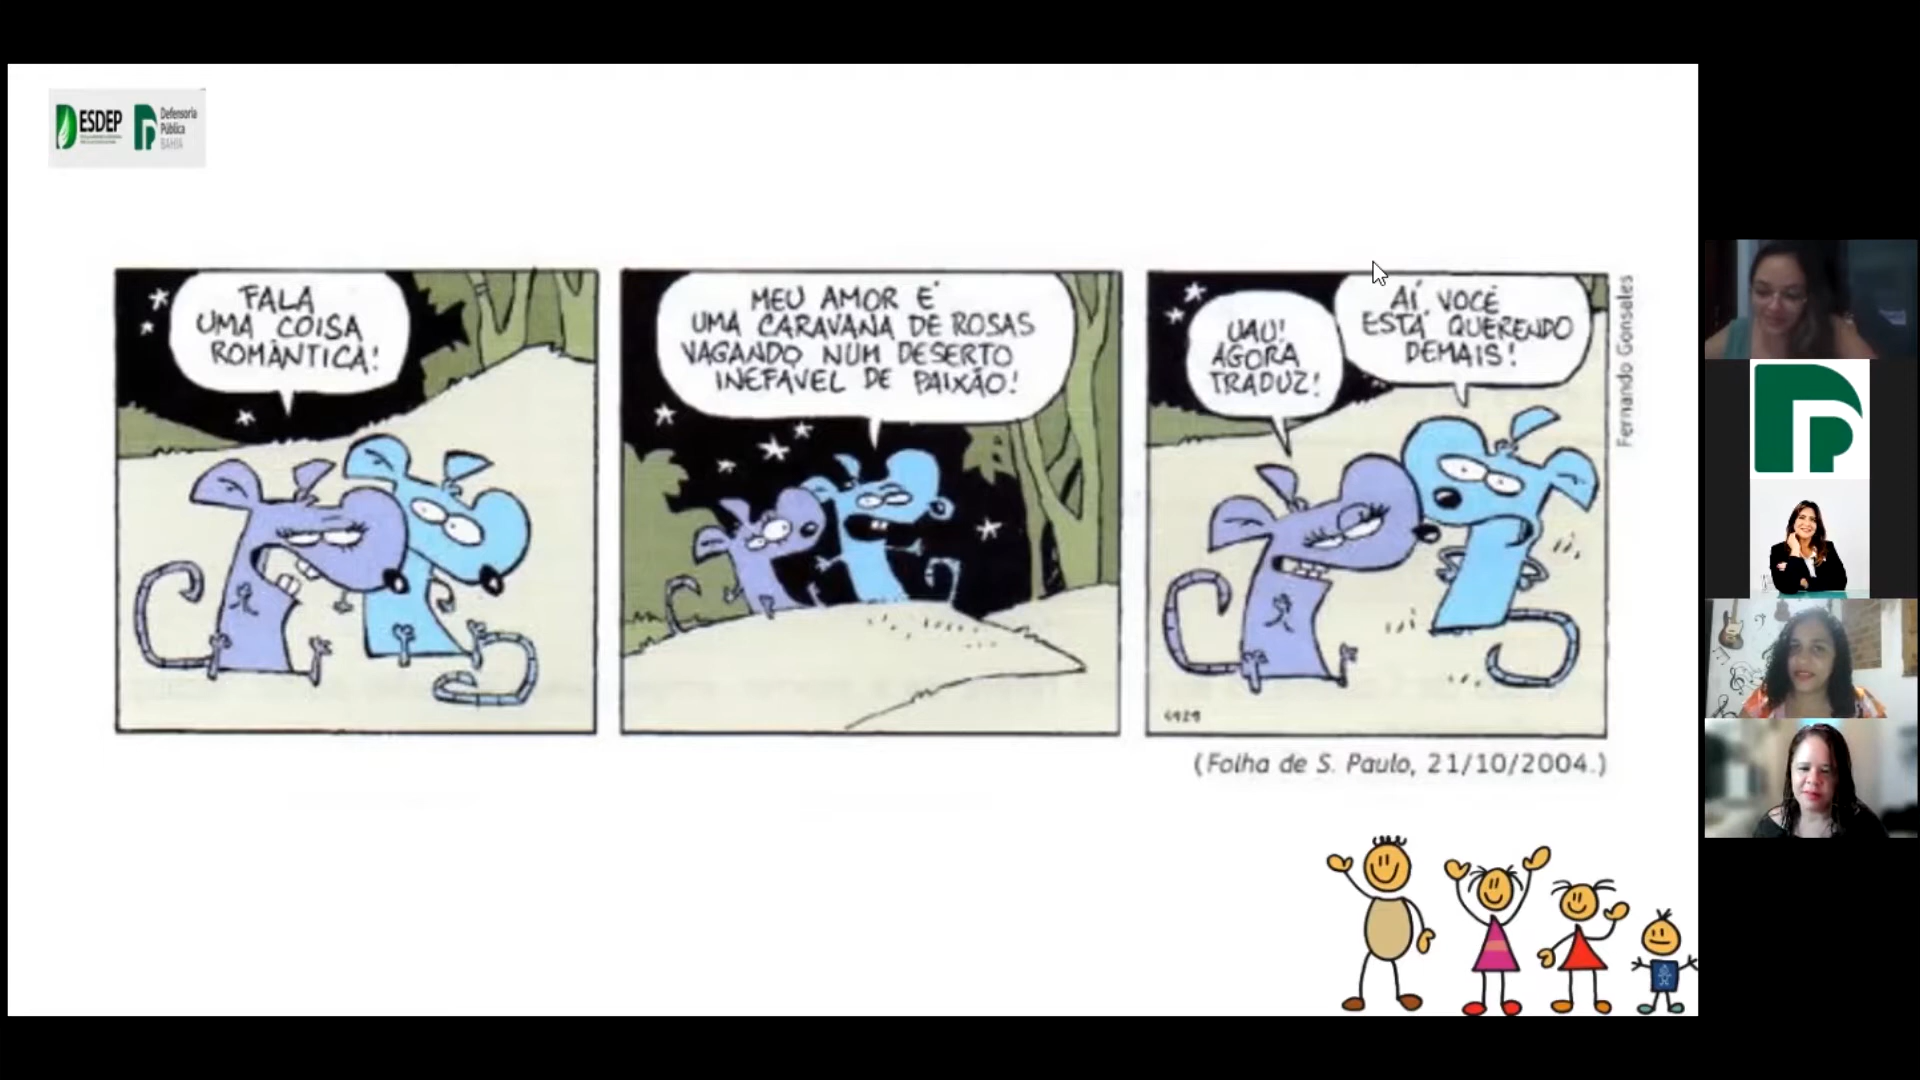 ESDEP
Defensoria
Pública
BAHIA
FALA
UMA COISA
ROMÂNTICA!
MEU AMOR É
UMA CARAVANA DE ROSAS
VAGANDO NUM DESERTO
INEFÁVEL DE PAIXÃO!
UAU!
AGORA
TRADUZ!
AÍ VOCÊ
ESTÁ QUERENDO
DEMAIS!
Fernando Gonsales
(Folha de S. Paulo, 21/10/2004.)